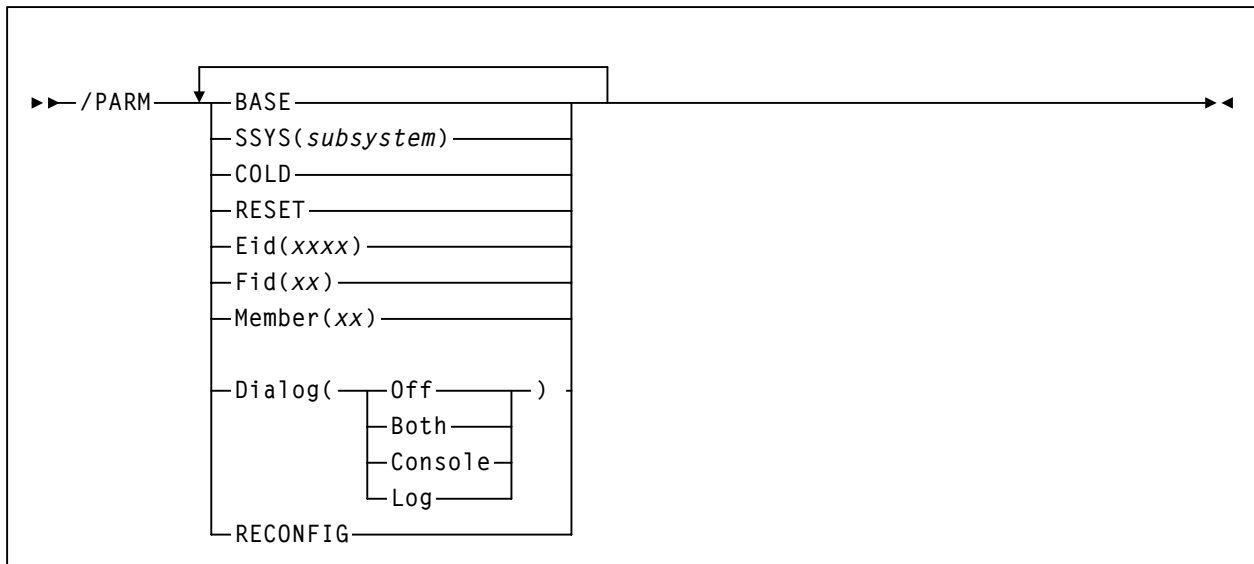 /PARM BASE
SSYS(subsystem)
COLD
RESET
Eid(xxxx)
Fid(xx)
Member(xx)
Dialog( Off )
Both
Console
Log
RECONFIG